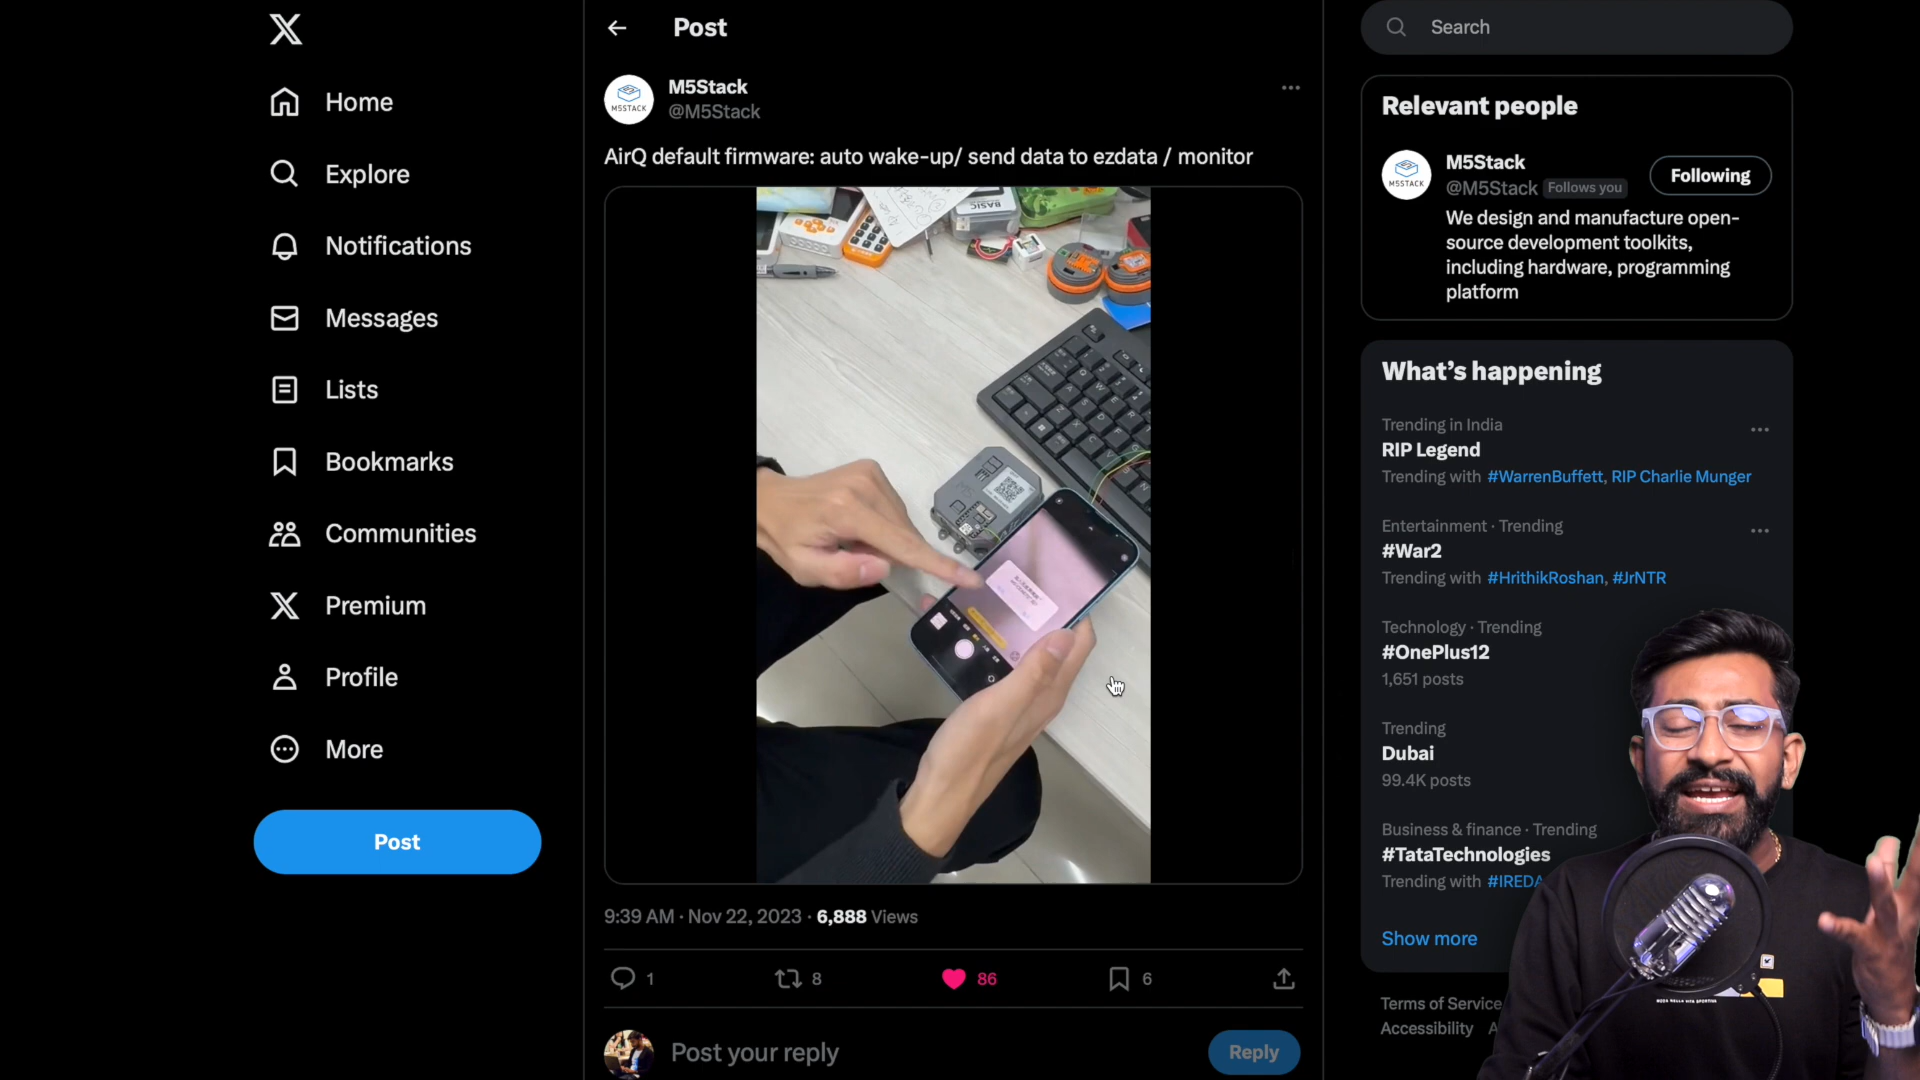 Home
Explore
Notifications
Messages
Lists
Bookmarks
Communities
Premium
Profile
More
Post
Post
M5STACK
M5Stack
@M5Stack
AirQ default firmware: auto wake-up/ send data to ezdata / monitor
BASIC
9:39 AM · Nov 22, 2023 · 6,888 Views
1
8
86
6
Post your reply
Reply
Search
Relevant people
M5STACK
M5Stack
@M5Stack Follows you
Following
We design and manufacture open-
source development toolkits,
including hardware, programming
platform
What's happening
Trending in India
RIP Legend
Trending with #WarrenBuffett, RIP Charlie Munger
Entertainment · Trending
#War2
Trending with #HrithikRoshan, #JrNTR
Technology · Trending
#OnePlus12
1,651 posts
Trending
Dubai
99.4K posts
Business & finance · Trending
#TataTechnologies
Trending with #IREDA
Show more
Terms of Service
Accessibility A